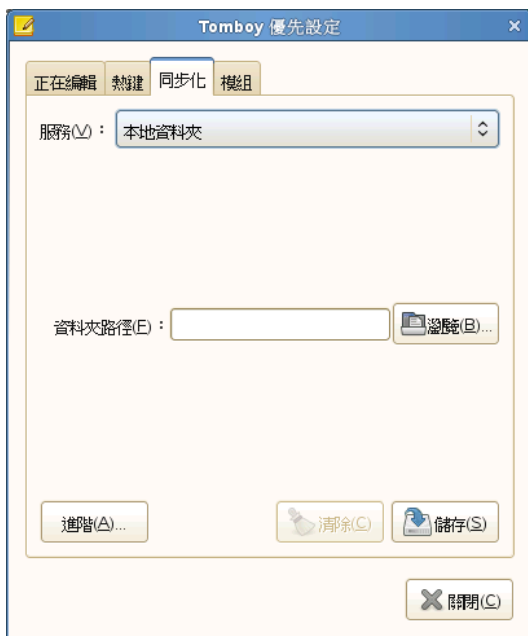 Tomboy 優先設定
正在編輯 熱鍵 同步化 模組
服務(V)： 本地資料夾
資料夾路徑(F)： 瀏覽(B)...
進階(A)... 清除(C) 儲存(S)
關閉(C)